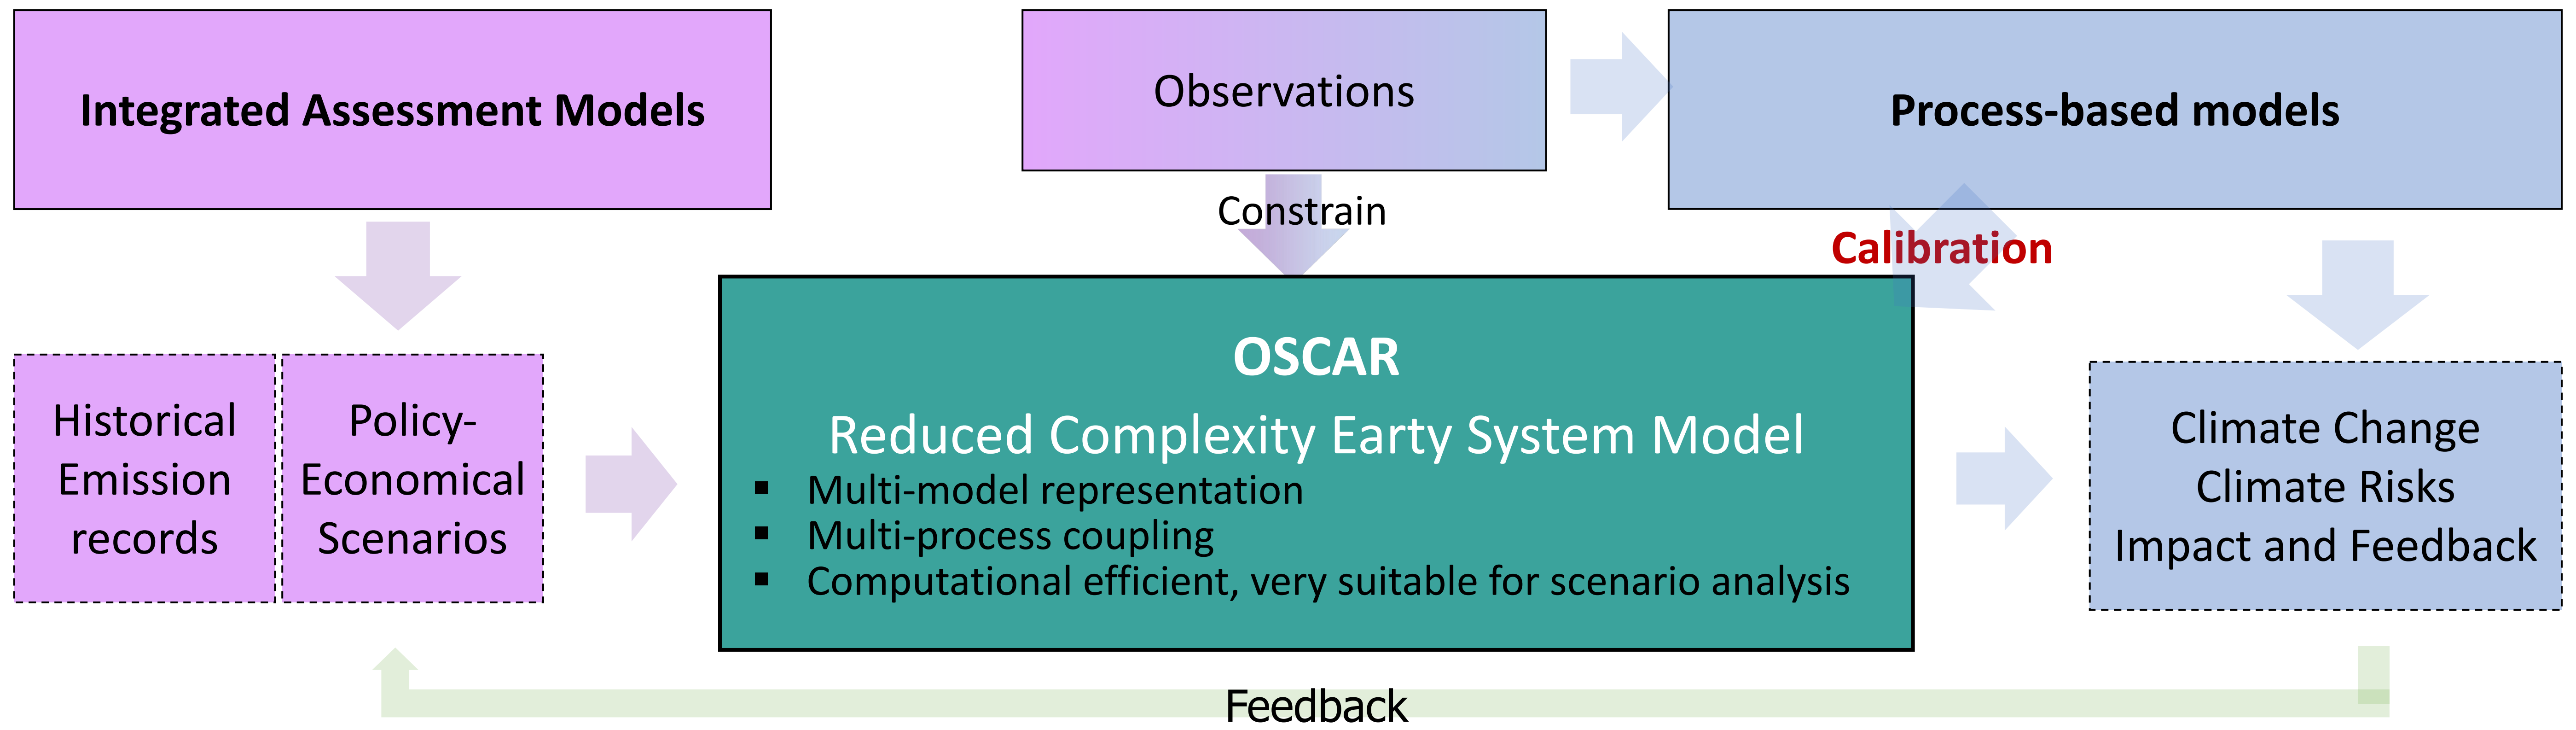 Integrated Assessment Models
Observations
Process-based models
Constrain
Calibration
Historical
Emission
records
Policy-
Economical
Scenarios
OSCAR
Reduced Complexity Earty System Model
▪ Multi-model representation
▪ Multi-process coupling
▪ Computational efficient, very suitable for scenario analysis
Climate Change
Climate Risks
Impact and Feedback
Feedback